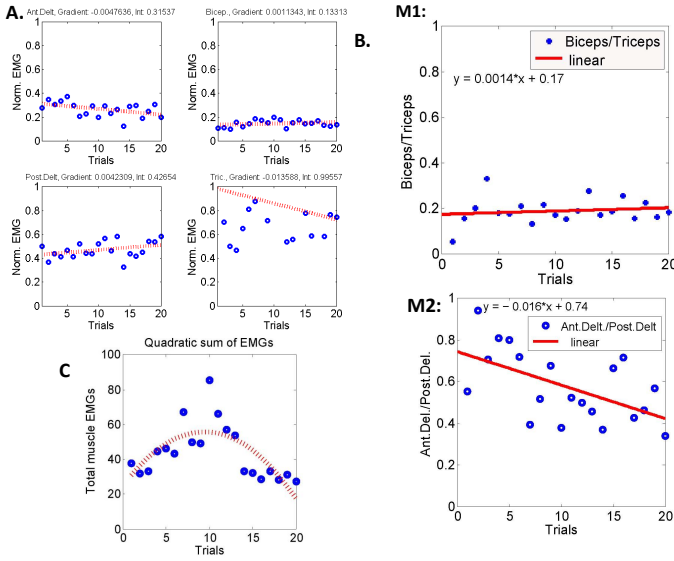 A.
Ant.Delt, Gradient: -0.0047636, Int: 0.31537
Norm. EMG
1
0.8
0.6
0.4
0.2
0
5 10 15 20
Trials
Bicep., Gradient: 0.0011343, Int: 0.13313
Norm. EMG
1
0.8
0.6
0.4
0.2
0
5 10 15 20
Trials
Post.Delt, Gradient: 0.0042309, Int: 0.42654
Norm. EMG
1
0.8
0.6
0.4
0.2
0
5 10 15 20
Trials
Tric., Gradient: -0.013588, Int: 0.99557
Norm. EMG
1
0.8
0.6
0.4
0.2
0
5 10 15 20
Trials
B.
M1:
Biceps/Triceps
linear
y = 0.0014*x + 0.17
Biceps/Triceps
1
0.8
0.6
0.4
0.2
0
0 5 10 15 20
Trials
M2:
y = − 0.016*x + 0.74
Ant.Delt./Post.Delt
linear
Ant.Del./Post.Del.
1
0.8
0.6
0.4
0.2
0
0 5 10 15 20
Trials
C
Quadratic sum of EMGs
Total muscle EMGs
100
80
60
40
20
0
0 5 10 15 20
Trials